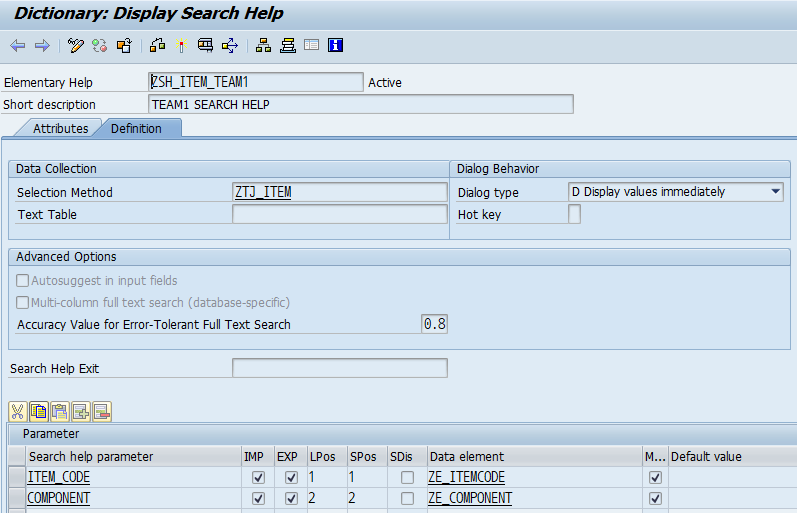 Dictionary: Display Search Help
Elementary Help ZSH_ITEM_TEAM1 Active
Short description TEAM1 SEARCH HELP
Attributes Definition
Data Collection Dialog Behavior
Selection Method ZTJ_ITEM Dialog type D Display values immediately
Text Table Hot key
Advanced Options
Autosuggest in input fields
Multi-column full text search (database-specific)
Accuracy Value for Error-Tolerant Full Text Search 0.8
Search Help Exit
Parameter
Search help parameter IMP EXP LPos SPos SDis Data element M... Default value
ITEM_CODE 1 1 ZE_ITEMCODE
COMPONENT 2 2 ZE_COMPONENT